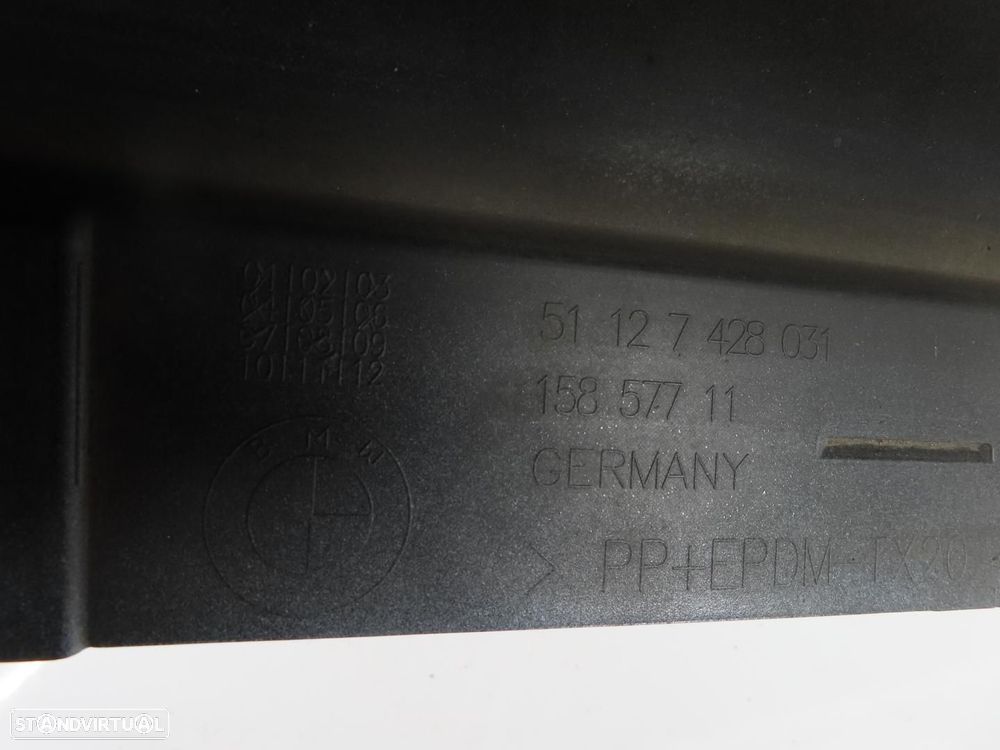 01|02|03
04|05|06
07|08|09
10|11|12
51 12 7 428 031
158 577 11
GERMANY
B M W
> PP+EPDM-TX20
STANDVIRTUAL